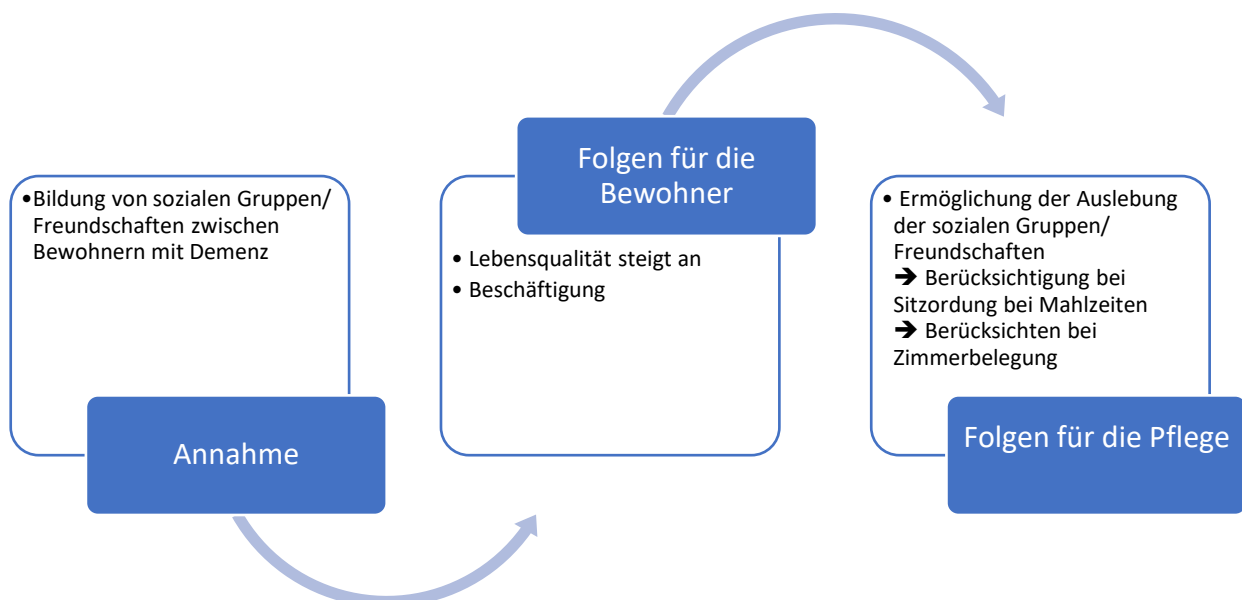 •Bildung von sozialen Gruppen/
Freundschaften zwischen
Bewohnern mit Demenz
Annahme
Folgen für die
Bewohner
• Lebensqualität steigt an
• Beschäftigung
• Ermöglichung der Auslebung
der sozialen Gruppen/
Freundschaften
➔ Berücksichtigung bei
Sitzordung bei Mahlzeiten
➔ Berücksichten bei
Zimmerbelegung
Folgen für die Pflege